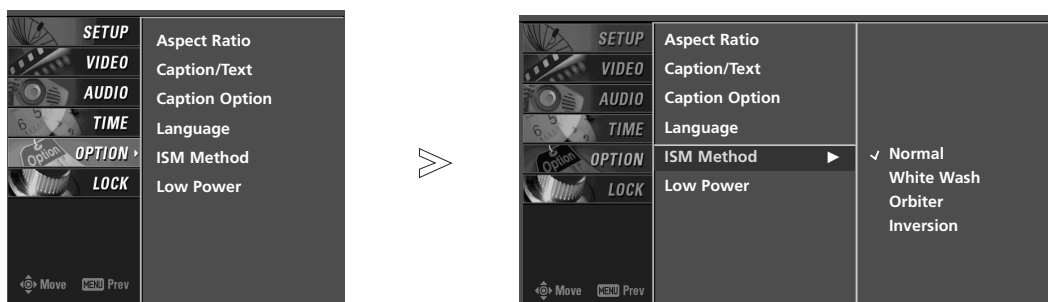 SETUP
VIDEO
AUDIO
TIME
OPTION
LOCK
Aspect Ratio
Caption/Text
Caption Option
Language
ISM Method
Low Power
Move MENU Prev
SETUP
VIDEO
AUDIO
TIME
OPTION
LOCK
Aspect Ratio
Caption/Text
Caption Option
Language
ISM Method ►
Low Power
✓ Normal
White Wash
Orbiter
Inversion
Move MENU Prev